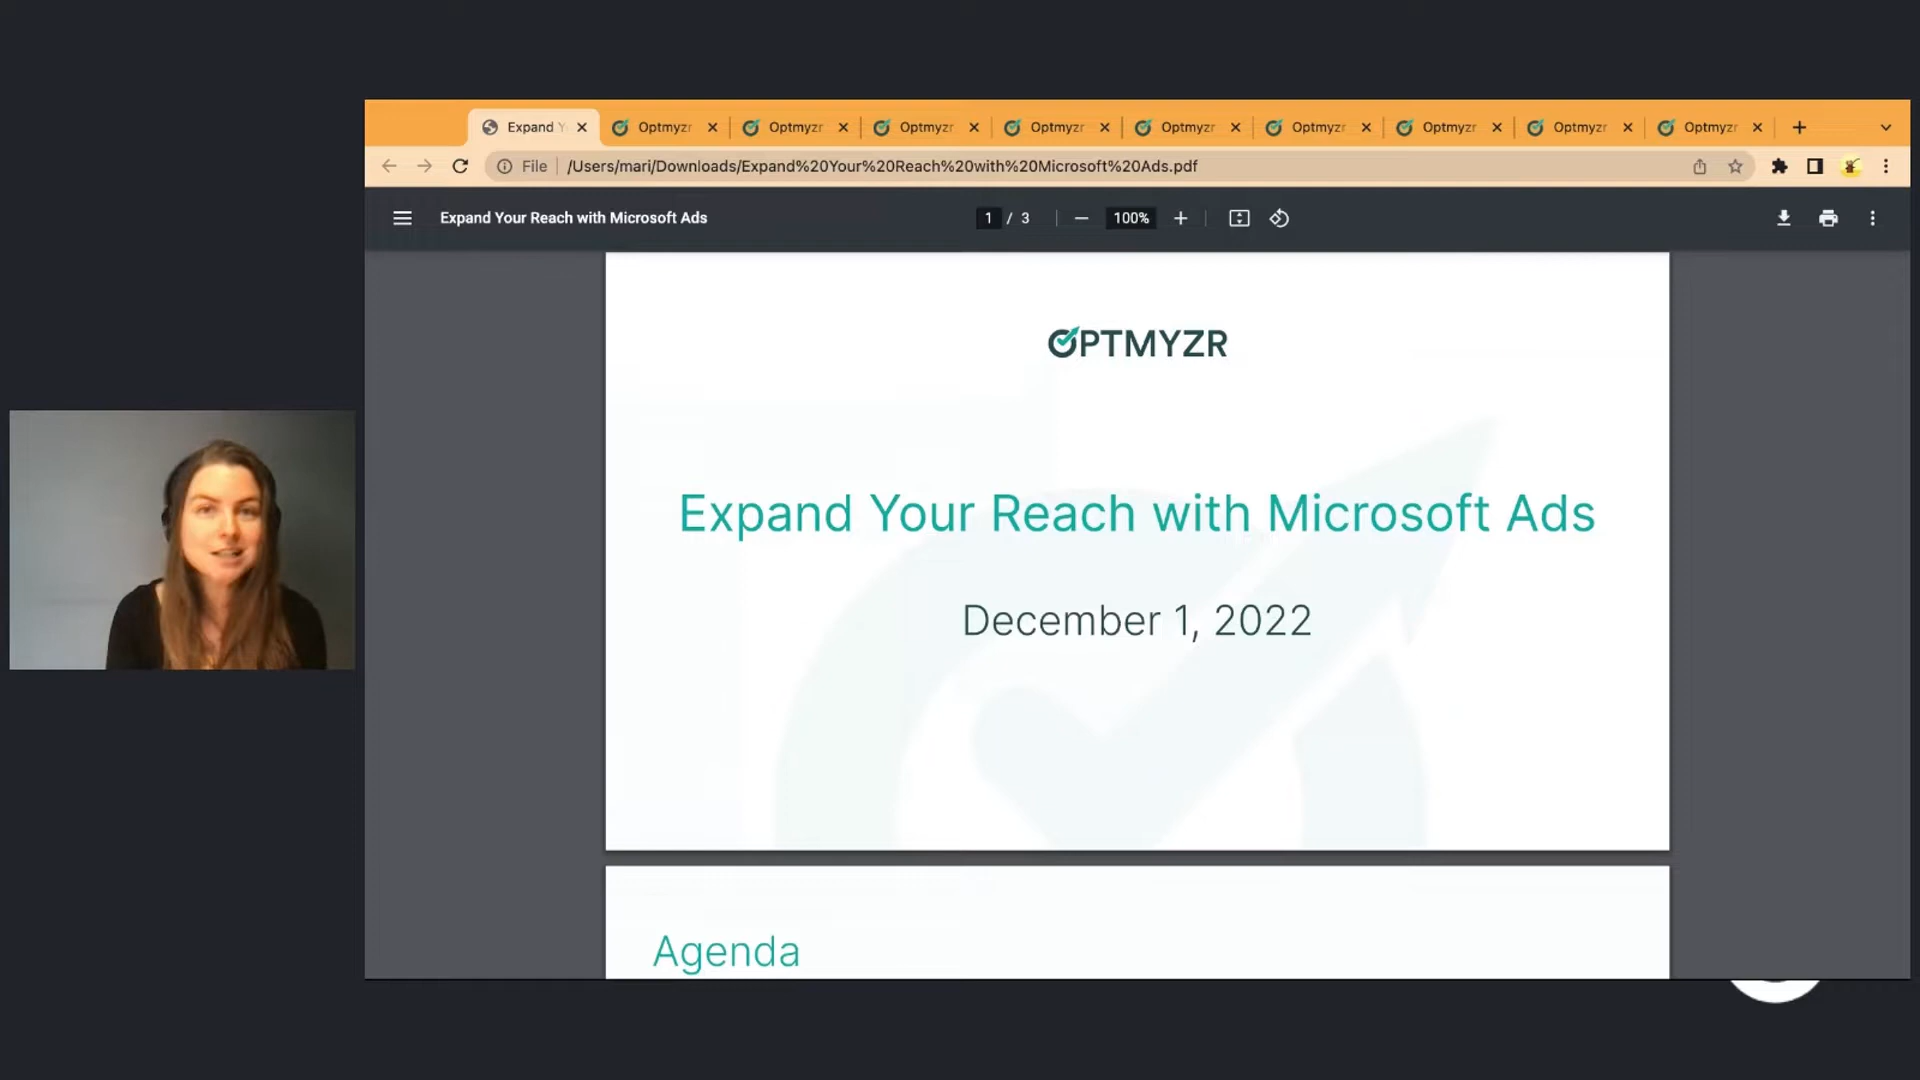 Expand Y
Optmyzr
Optmyzr
Optmyzr
Optmyzr
Optmyzr
Optmyzr
Optmyzr
Optmyzr
Optmyzr
File /Users/mari/Downloads/Expand%20Your%20Reach%20with%20Microsoft%20Ads.pdf
Expand Your Reach with Microsoft Ads 1 / 3 100%
OPTMYZR
Expand Your Reach with Microsoft Ads
December 1, 2022
Agenda